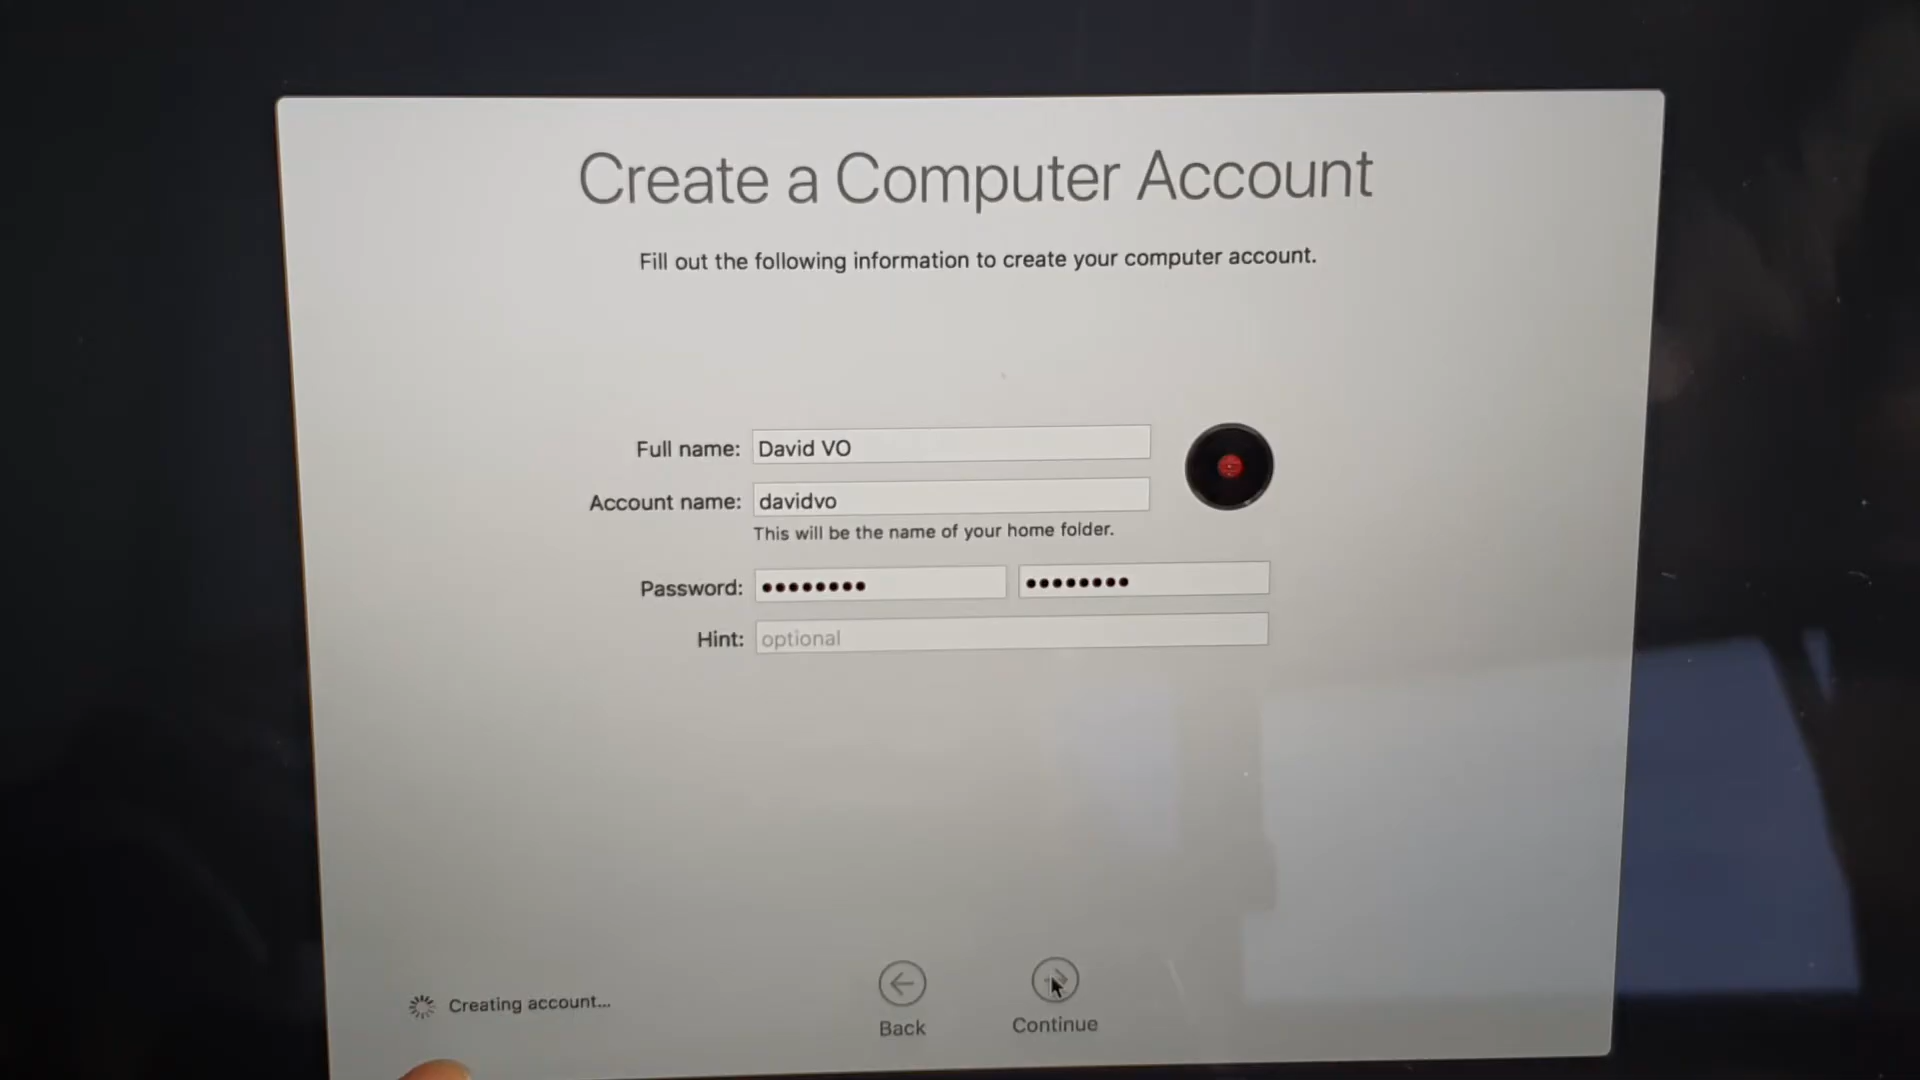 Create a Computer Account
Fill out the following information to create your computer account.
Full name: David VO
Account name: davidvo
This will be the name of your home folder.
Password: •••••••• ••••••••
Hint: optional
Creating account...
Back
Continue